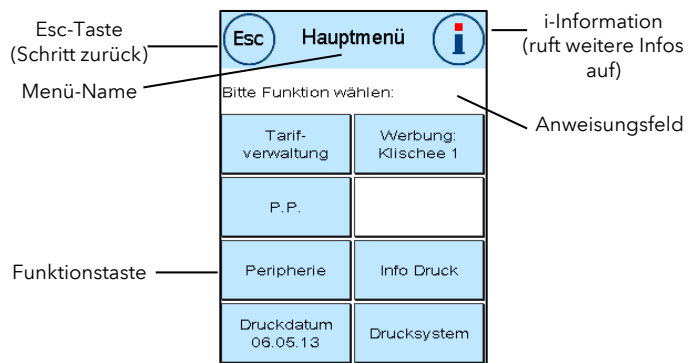 Esc-Taste
(Schritt zurück)
Menü-Name
Funktionstaste
Esc
Hauptmenü
i
Bitte Funktion wählen:
Tarif-
verwaltung
Werbung:
Klischee 1
P.P.
Peripherie
Info Druck
Druckdatum
06.05.13
Drucksystem
i-Information
(ruft weitere Infos
auf)
Anweisungsfeld